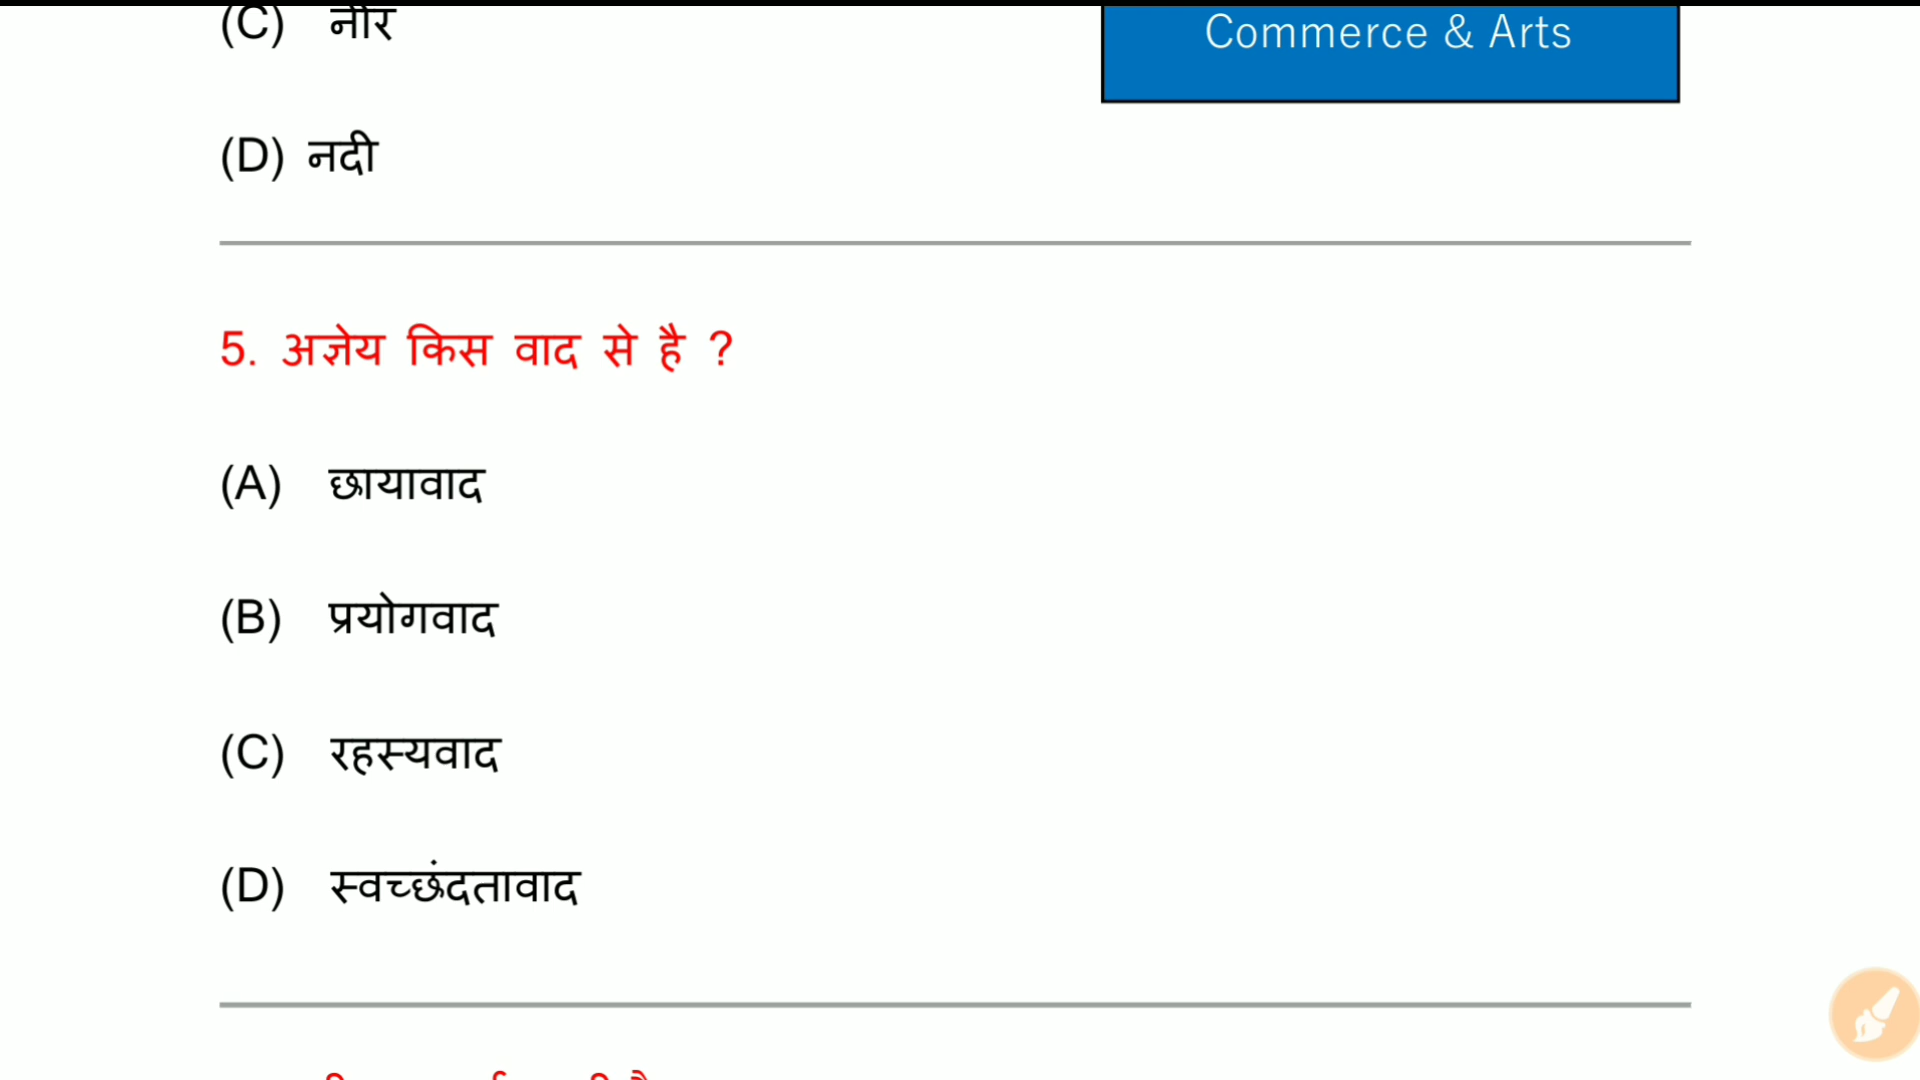 (C) नीर
Commerce & Arts
(D) नदी
5. अज्ञेय किस वाद से है ?
(A) छायावाद
(B) प्रयोगवाद
(C) रहस्यवाद
(D) स्वच्छंदतावाद